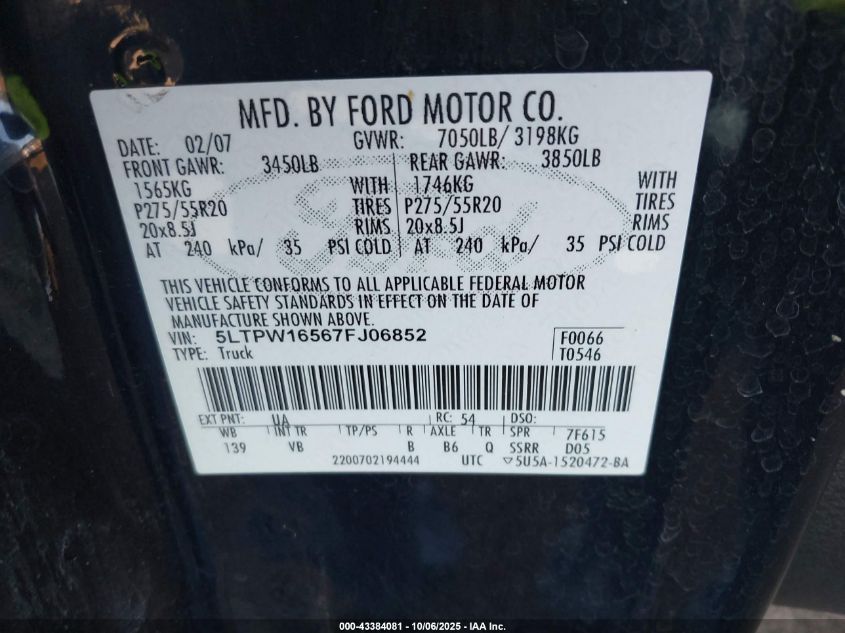 MFD. BY FORD MOTOR CO.
DATE: 02/07 GVWR: 7050LB/ 3198KG
FRONT GAWR: 3450LB REAR GAWR: 3850LB
1565KG WITH 1746KG WITH
P275/55R20 TIRES P275/55R20 TIRES
20x8.5J RIMS 20x8.5J RIMS
AT 240 kPa/ 35 PSI COLD AT 240 kPa/ 35 PSI COLD
THIS VEHICLE CONFORMS TO ALL APPLICABLE FEDERAL MOTOR
VEHICLE SAFETY STANDARDS IN EFFECT ON THE DATE OF
MANUFACTURE SHOWN ABOVE.
VIN: 5LTPW16567FJ06852 F0066
TYPE: Truck T0546
EXT PNT: UA RC: 54 DSO:
WB INT TR TP/PS R AXLE TR SPR 7F615
139 VB B B6 Q SSRR D05
2200702194444 UTC ▽5U5A-1520472-BA
Ford
000-43384081 - 10/06/2025 - IAA Inc.